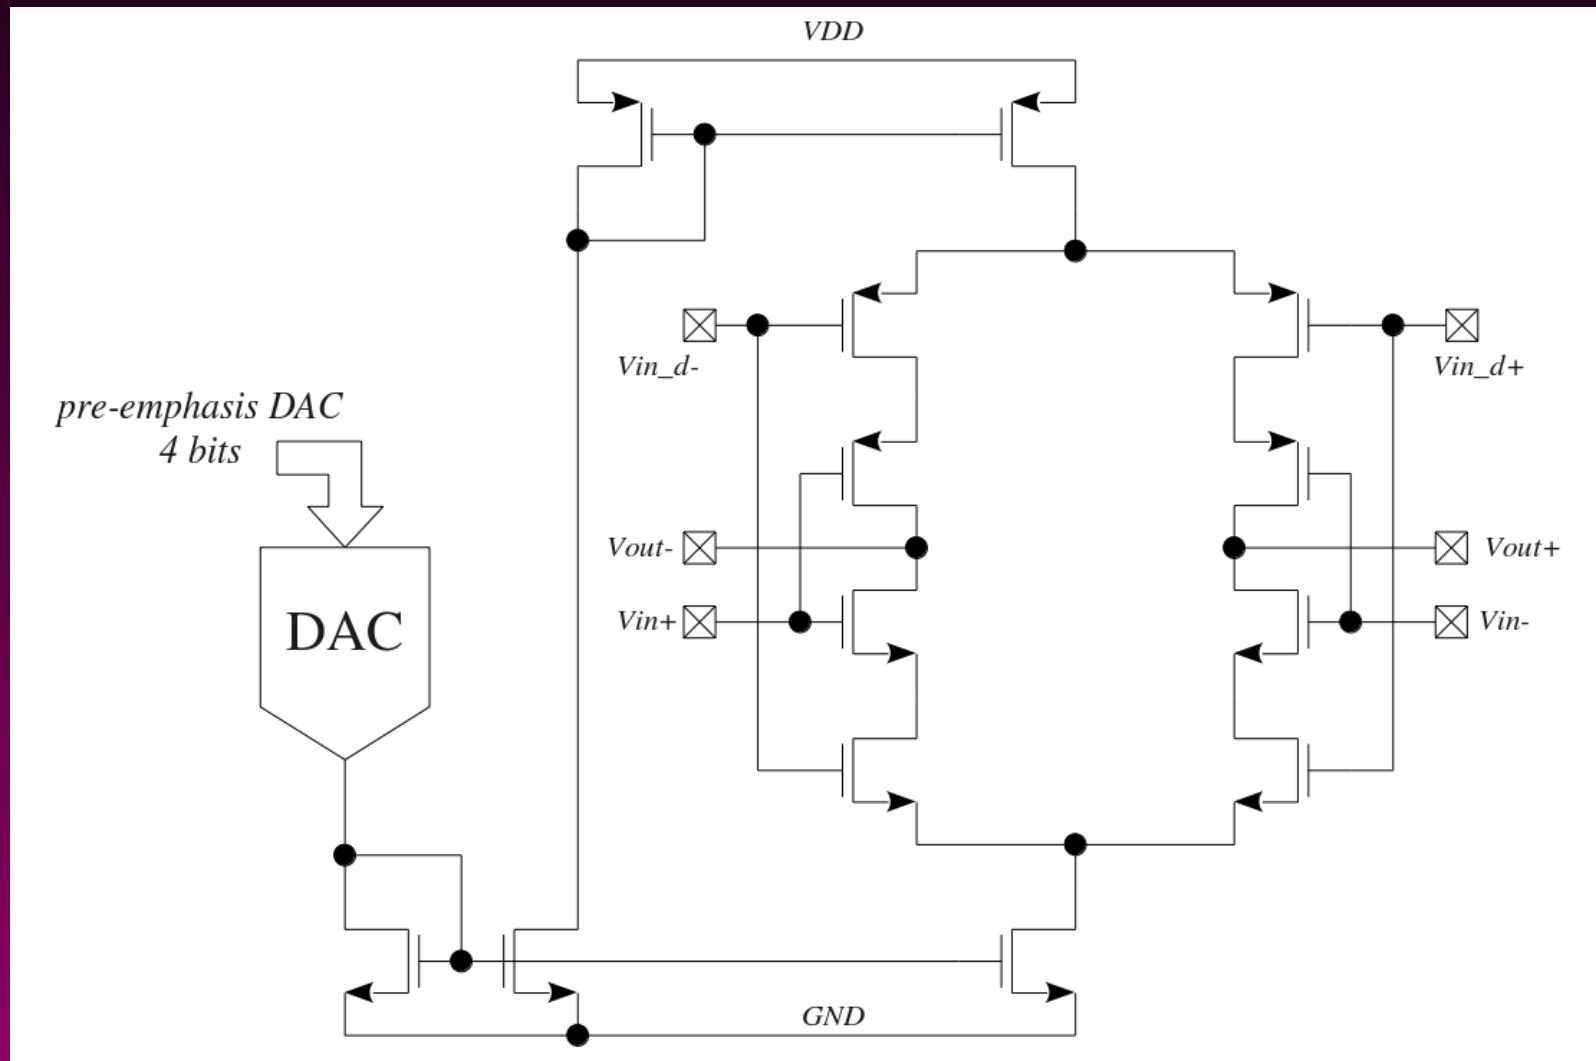 VDD
Vin_d-
Vin_d+
pre-emphasis DAC
4 bits
Vout-
Vout+
DAC
Vin+
Vin-
GND